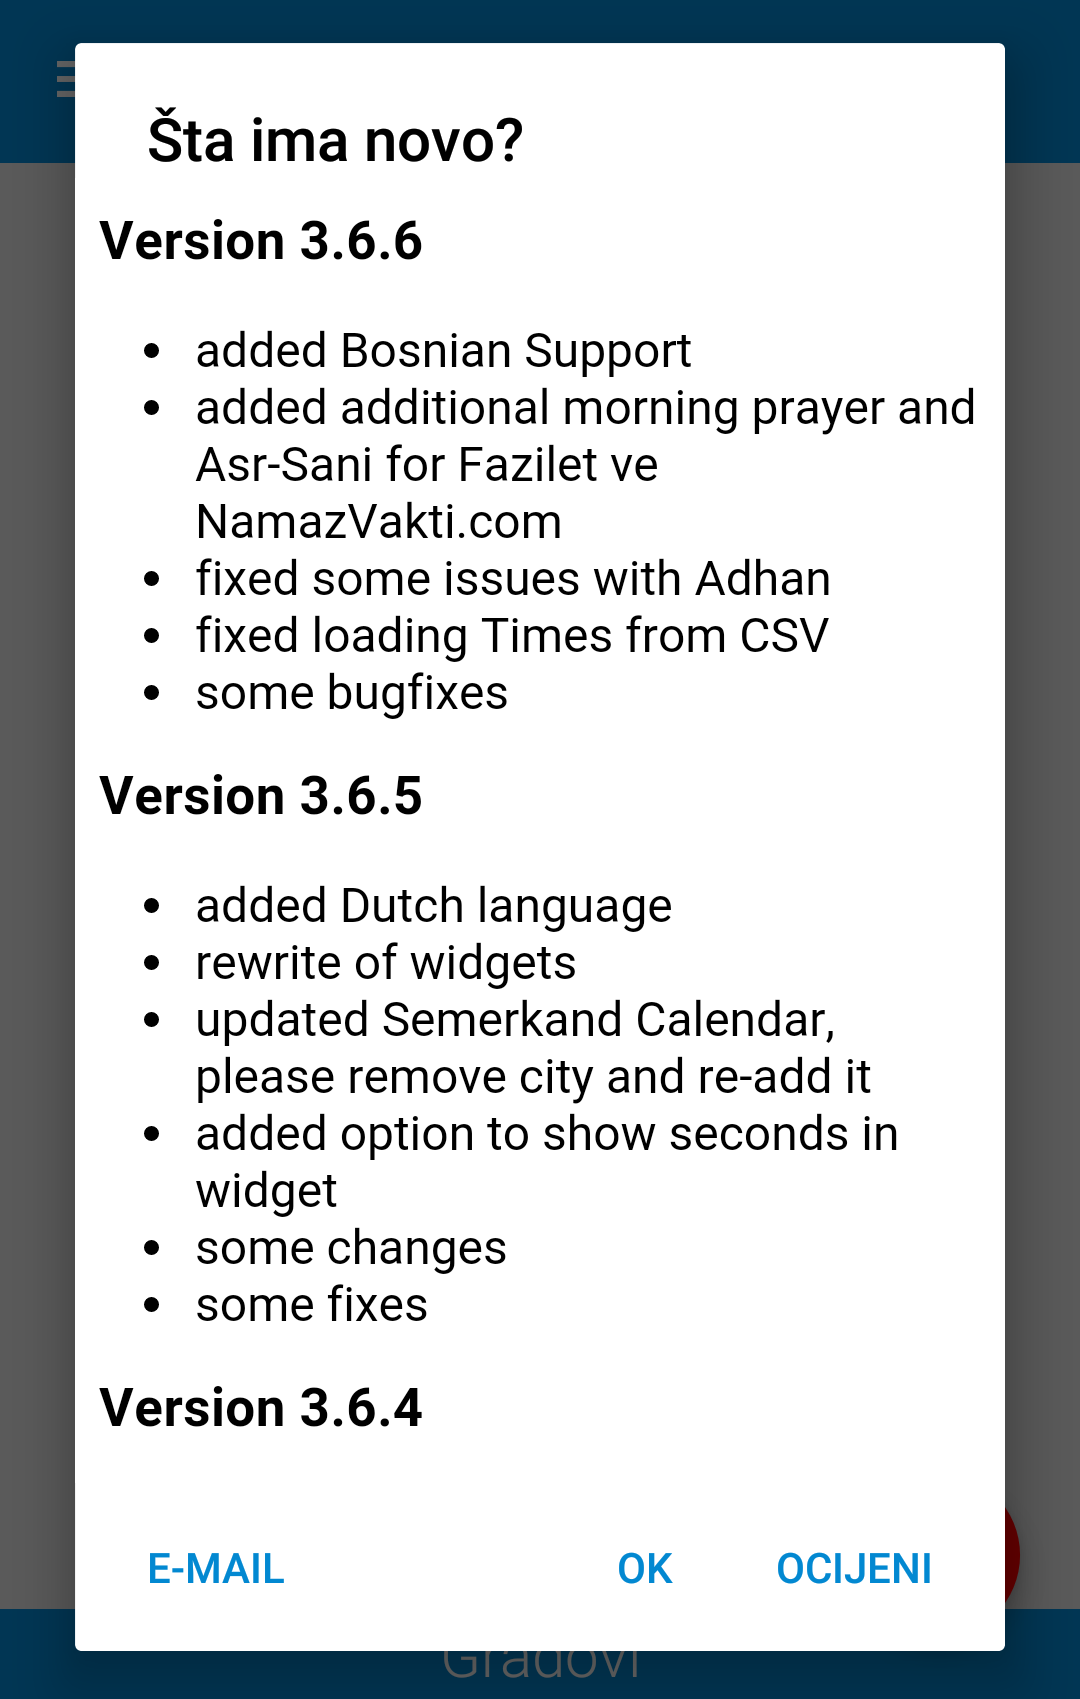 Šta ima novo?
Version 3.6.6
• added Bosnian Support
• added additional morning prayer and
Asr-Sani for Fazilet ve
NamazVakti.com
• fixed some issues with Adhan
• fixed loading Times from CSV
• some bugfixes
Version 3.6.5
• added Dutch language
• rewrite of widgets
• updated Semerkand Calendar,
please remove city and re-add it
• added option to show seconds in
widget
• some changes
• some fixes
Version 3.6.4
E-MAIL OK OCIJENI
Gradovi